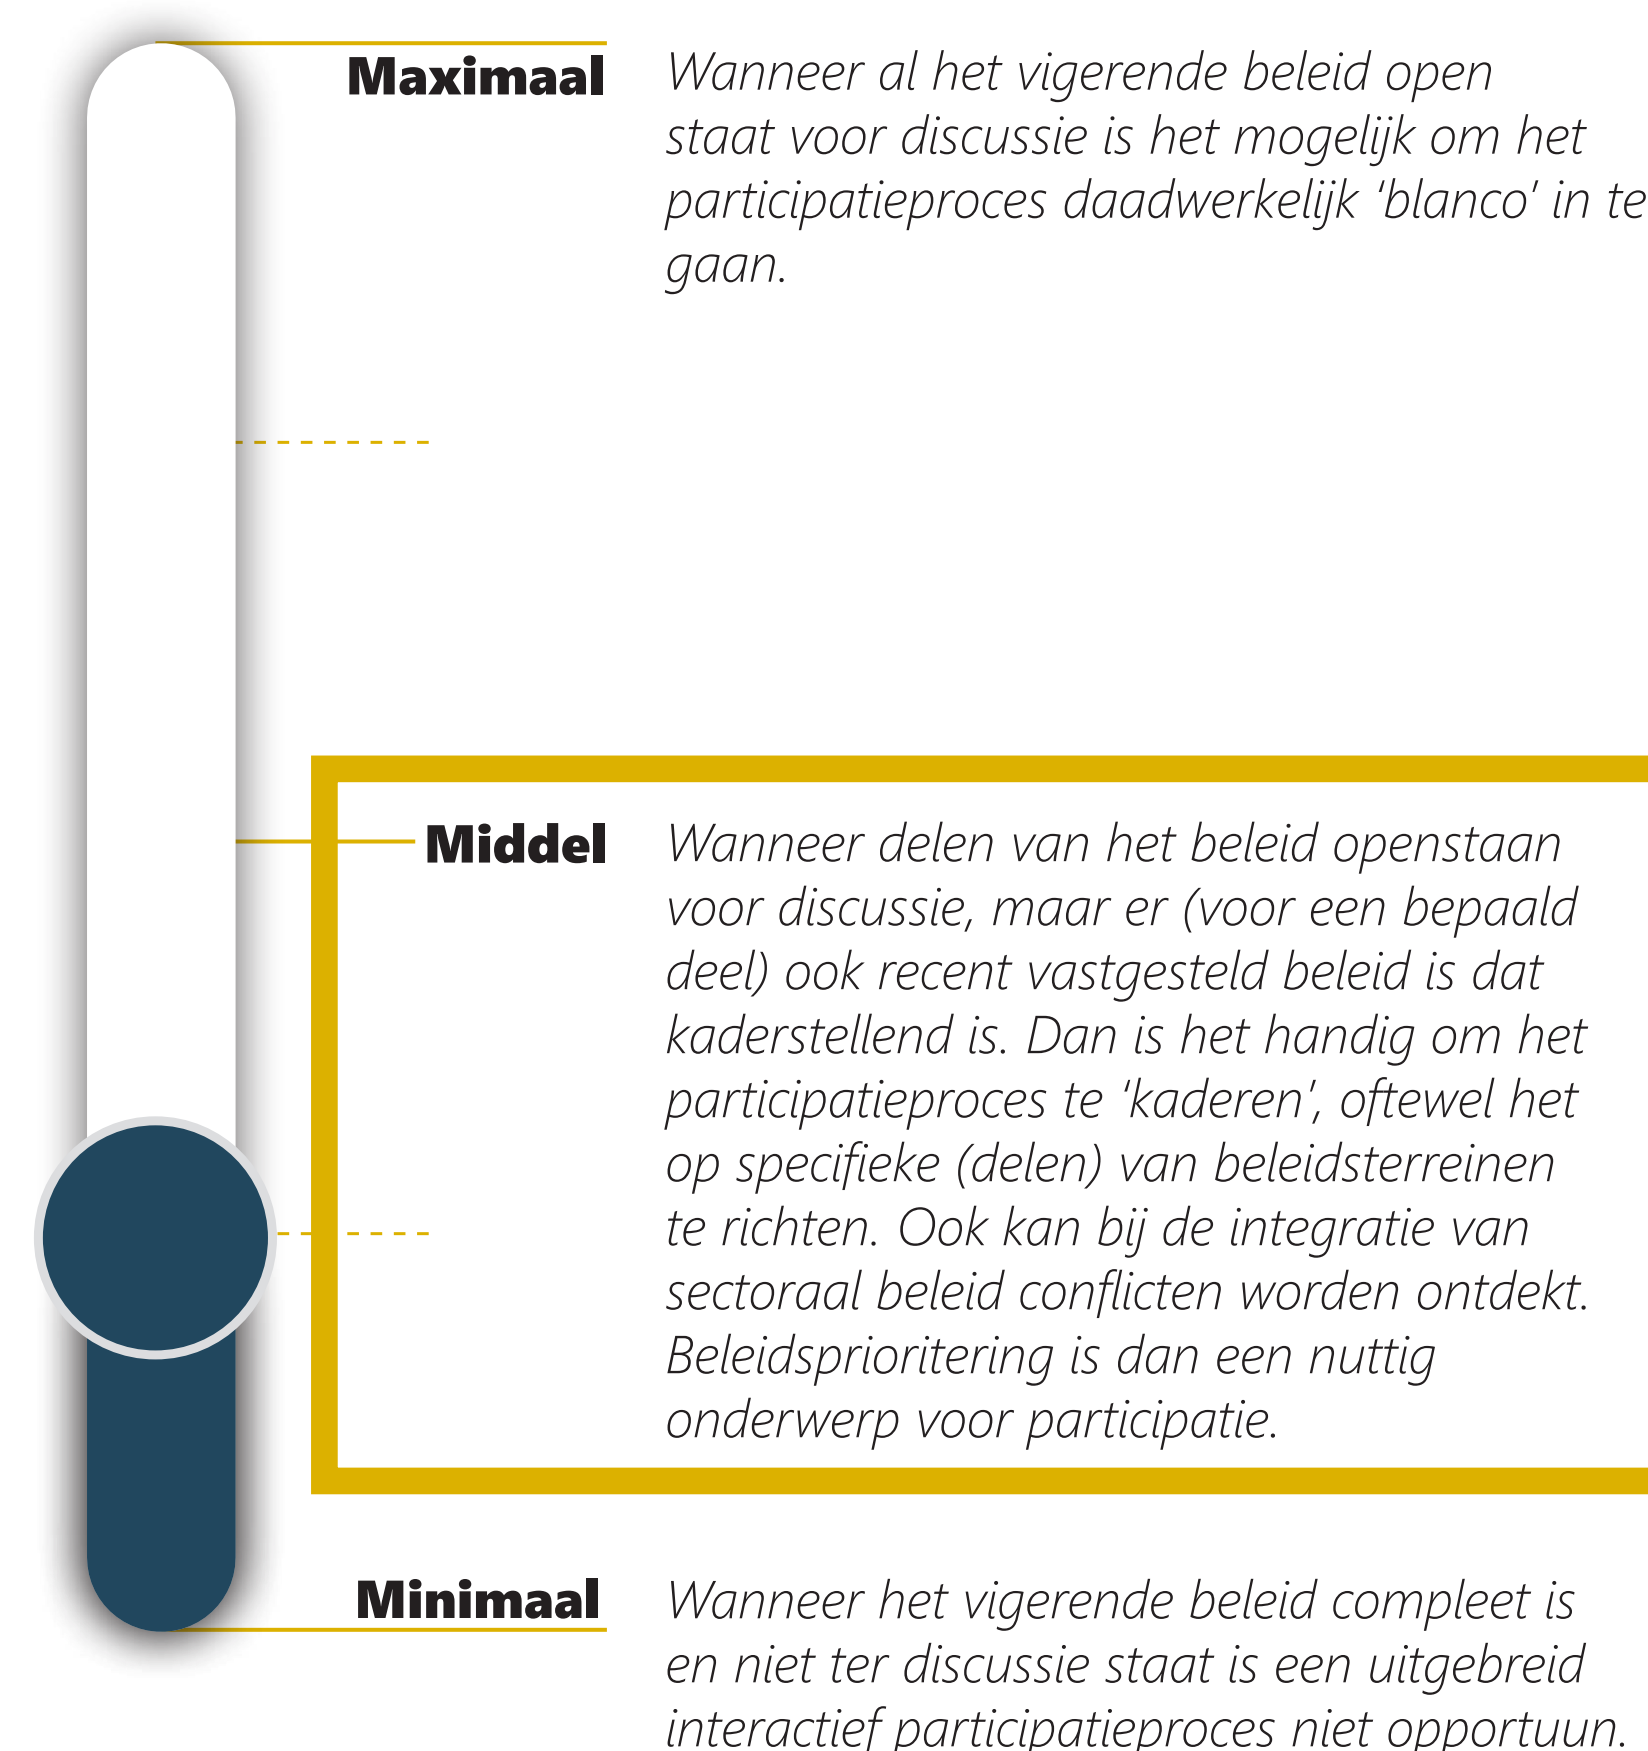 Maximaal
Wanneer al het vigerende beleid open
staat voor discussie is het mogelijk om het
participatieproces daadwerkelijk ‘blanco’ in te
gaan.
Middel
Wanneer delen van het beleid openstaan
voor discussie, maar er (voor een bepaald
deel) ook recent vastgesteld beleid is dat
kaderstellend is. Dan is het handig om het
participatieproces te ‘kaderen’, oftewel het
op specifieke (delen) van beleidsterreinen
te richten. Ook kan bij de integratie van
sectoraal beleid conflicten worden ontdekt.
Beleidsprioritering is dan een nuttig
onderwerp voor participatie.
Minimaal
Wanneer het vigerende beleid compleet is
en niet ter discussie staat is een uitgebreid
interactief participatieproces niet opportuun.